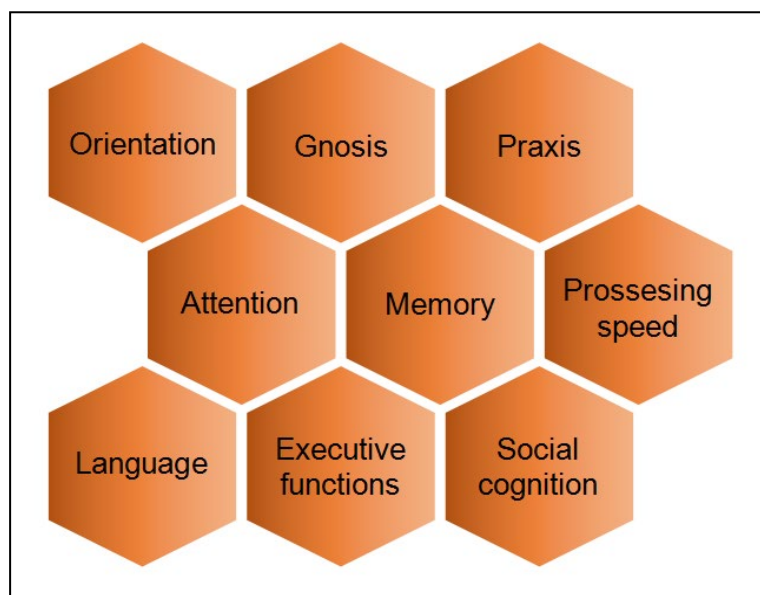 Orientation
Gnosis
Praxis
Attention
Memory
Prossesing
speed
Language
Executive
functions
Social
cognition